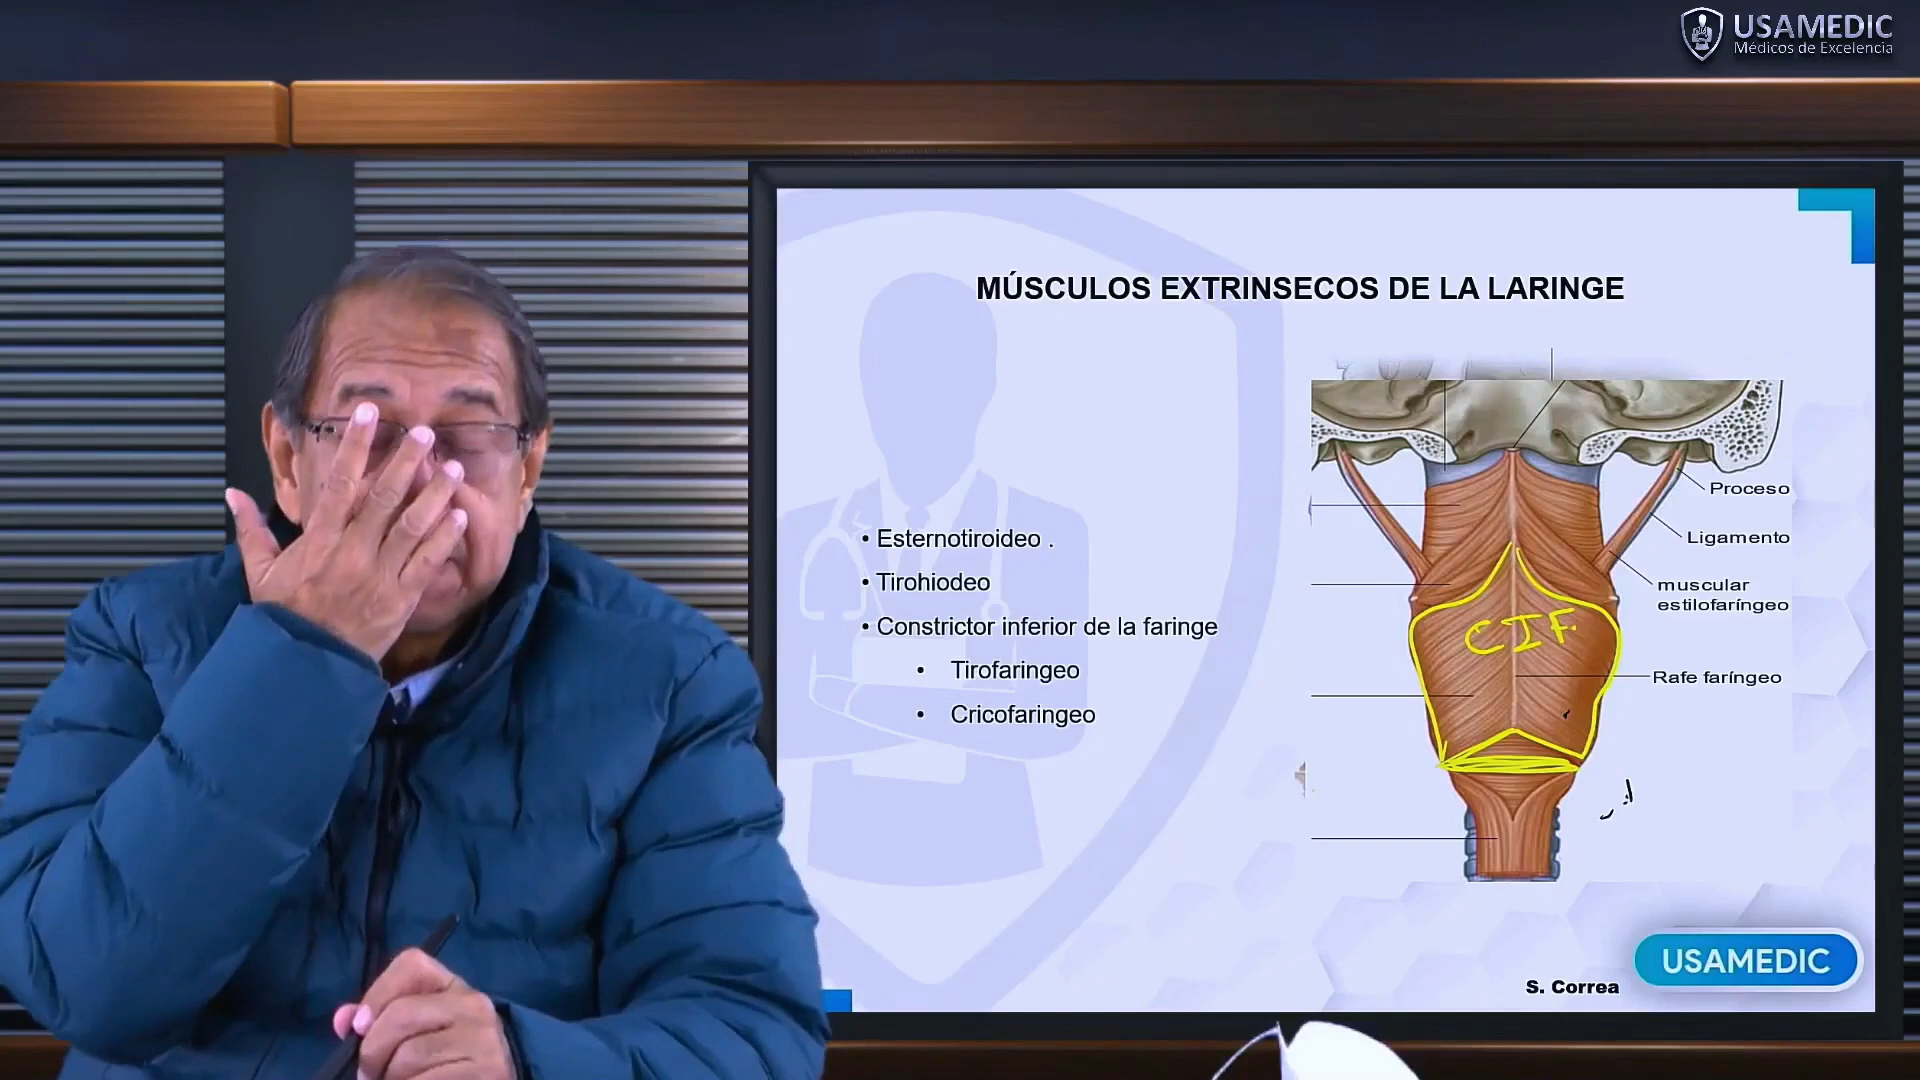 USAMEDIC
Médicos de Excelencia
MÚSCULOS EXTRINSECOS DE LA LARINGE
• Esternotiroideo .
• Tirohiodeo
• Constrictor inferior de la faringe
• Tirofaringeo
• Cricofaringeo
Proceso
Ligamento
muscular
estilofaríngeo
CIF.
Rafe faríngeo
S. Correa
USAMEDIC